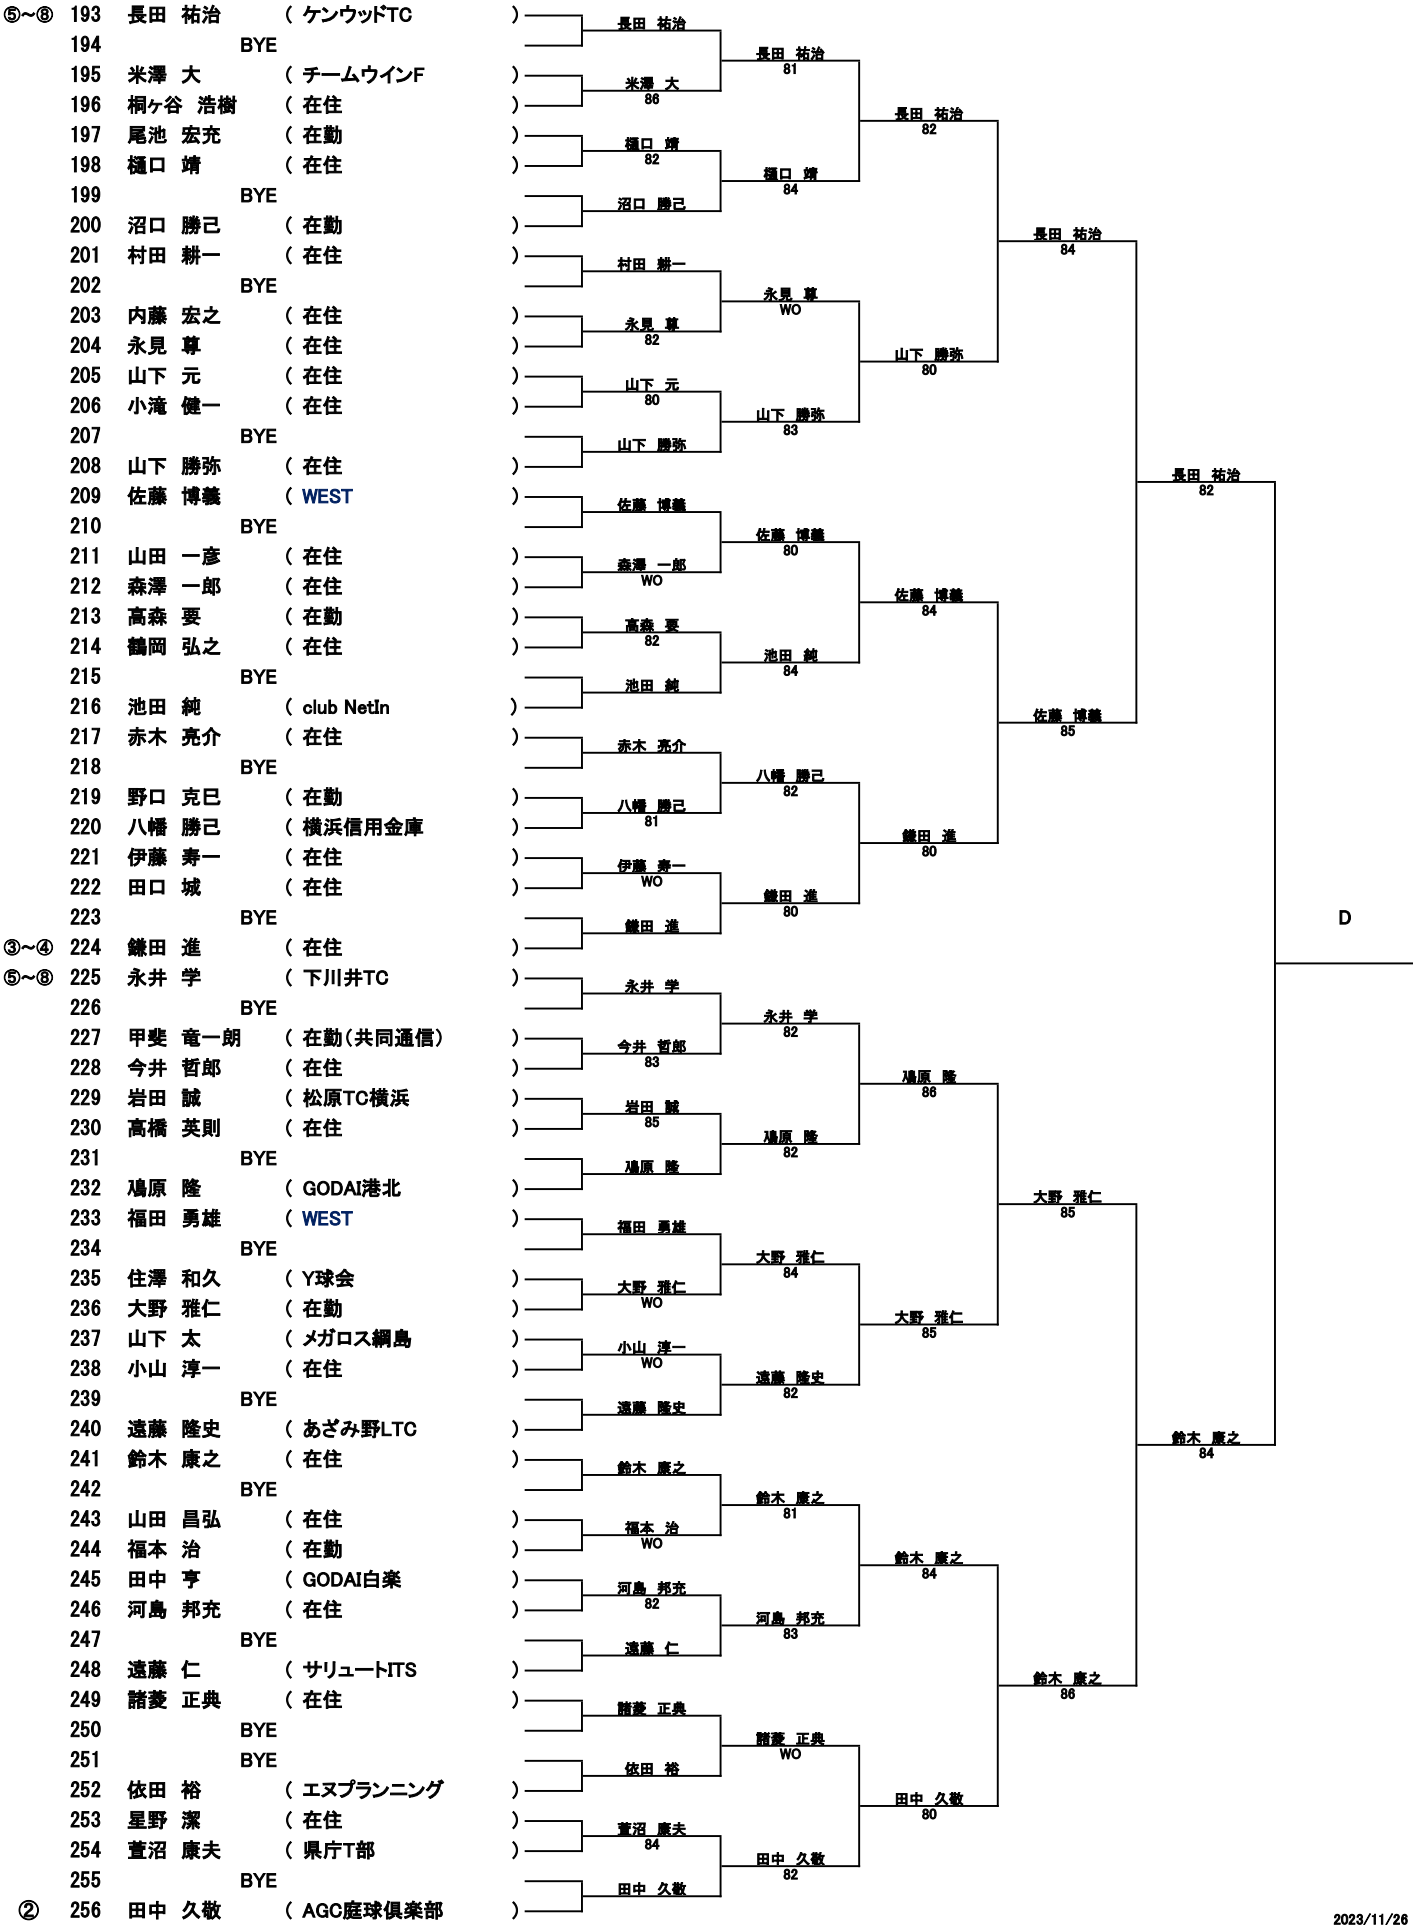 ⑤～⑧ 193 長田 祐治 ( ケンウッドTC )
194 BYE
195 米澤 大 ( チームウインF )
196 桐ヶ谷 浩樹 ( 在住 )
197 尾池 宏充 ( 在勤 )
198 樋口 靖 ( 在住 )
199 BYE
200 沼口 勝己 ( 在勤 )
201 村田 耕一 ( 在住 )
202 BYE
203 内藤 宏之 ( 在住 )
204 永見 尊 ( 在住 )
205 山下 元 ( 在住 )
206 小滝 健一 ( 在住 )
207 BYE
208 山下 勝弥 ( 在住 )
209 佐藤 博義 ( WEST )
210 BYE
211 山田 一彦 ( 在住 )
212 森澤 一郎 ( 在住 )
213 高森 要 ( 在勤 )
214 鶴岡 弘之 ( 在住 )
215 BYE
216 池田 純 ( club NetIn )
217 赤木 亮介 ( 在住 )
218 BYE
219 野口 克巳 ( 在勤 )
220 八幡 勝己 ( 横浜信用金庫 )
221 伊藤 寿一 ( 在住 )
222 田口 城 ( 在住 )
223 BYE
③～④ 224 鎌田 進 ( 在住 )
⑤～⑧ 225 永井 学 ( 下川井TC )
226 BYE
227 甲斐 竜一朗 ( 在勤（共同通信） )
228 今井 哲郎 ( 在住 )
229 岩田 誠 ( 松原TC横浜 )
230 高橋 英則 ( 在住 )
231 BYE
232 鳰原 隆 ( GODAI港北 )
233 福田 勇雄 ( WEST )
234 BYE
235 住澤 和久 ( Y球会 )
236 大野 雅仁 ( 在勤 )
237 山下 太 ( メガロス綱島 )
238 小山 淳一 ( 在住 )
239 BYE
240 遠藤 隆史 ( あざみ野LTC )
241 鈴木 康之 ( 在住 )
242 BYE
243 山田 昌弘 ( 在住 )
244 福本 治 ( 在勤 )
245 田中 亨 ( GODAI白楽 )
246 河島 邦充 ( 在住 )
247 BYE
248 遠藤 仁 ( サリュートITS )
249 諸菱 正典 ( 在住 )
250 BYE
251 BYE
252 依田 裕 ( エヌプランニング )
253 星野 潔 ( 在住 )
254 萱沼 康夫 ( 県庁T部 )
255 BYE
② 256 田中 久敬 ( AGC庭球倶楽部 )
長田 祐治
米澤 大
86
樋口 靖
82
沼口 勝己
村田 耕一
永見 尊
82
山下 元
80
山下 勝弥
佐藤 博義
森澤 一郎
WO
高森 要
82
池田 純
赤木 亮介
八幡 勝己
81
伊藤 寿一
WO
鎌田 進
永井 学
今井 哲郎
83
岩田 誠
85
鳰原 隆
福田 勇雄
大野 雅仁
WO
小山 淳一
WO
遠藤 隆史
鈴木 康之
福本 治
WO
河島 邦充
82
遠藤 仁
諸菱 正典
依田 裕
萱沼 康夫
84
田中 久敬
長田 祐治
81
樋口 靖
84
永見 尊
WO
山下 勝弥
83
佐藤 博義
80
池田 純
84
八幡 勝己
82
鎌田 進
80
永井 学
82
鳰原 隆
82
大野 雅仁
84
遠藤 隆史
82
鈴木 康之
81
河島 邦充
83
諸菱 正典
WO
田中 久敬
82
長田 祐治
82
山下 勝弥
80
佐藤 博義
84
鎌田 進
80
鳰原 隆
86
大野 雅仁
85
鈴木 康之
84
田中 久敬
80
長田 祐治
84
佐藤 博義
85
大野 雅仁
85
鈴木 康之
86
長田 祐治
82
鈴木 康之
84
D
2023/11/26